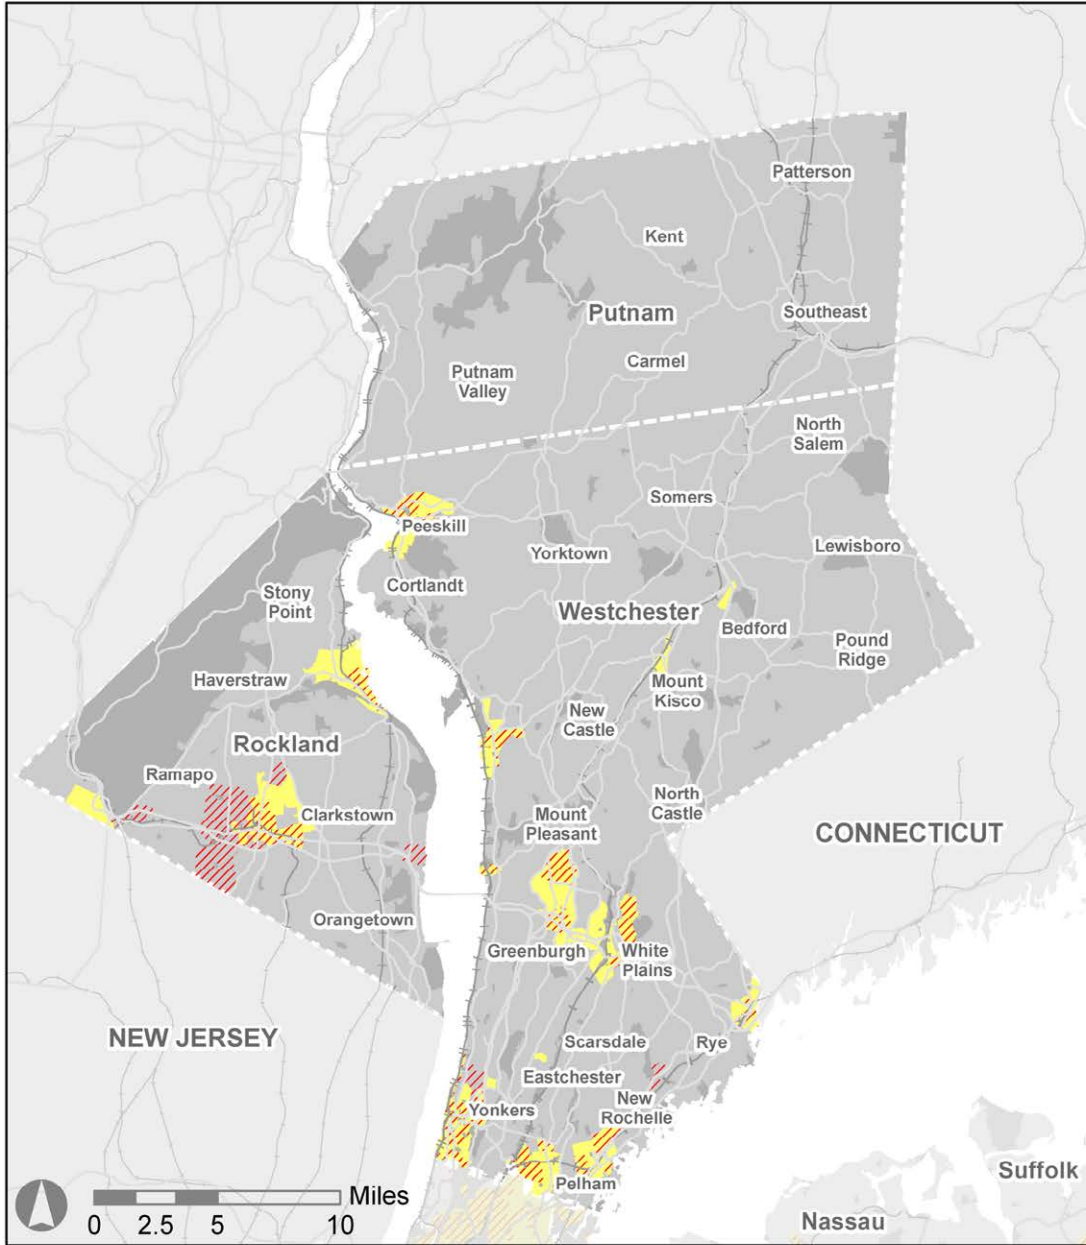 Patterson
Kent
Putnam
Southeast
Carmel
Putnam
Valley
North
Salem
Somers
Peeskill
Yorktown
Lewisboro
Cortlandt
Stony
Point
Westchester
Bedford
Pound
Ridge
Haverstraw
Mount
Kisco
New
Castle
Rockland
Ramapo
North
Castle
Clarkstown
Mount
Pleasant
CONNECTICUT
Orangetown
Greenburgh
White
Plains
NEW JERSEY
Scarsdale
Rye
Eastchester
New
Rochelle
Yonkers
Pelham
Suffolk
Nassau
Miles
0 2.5 5 10